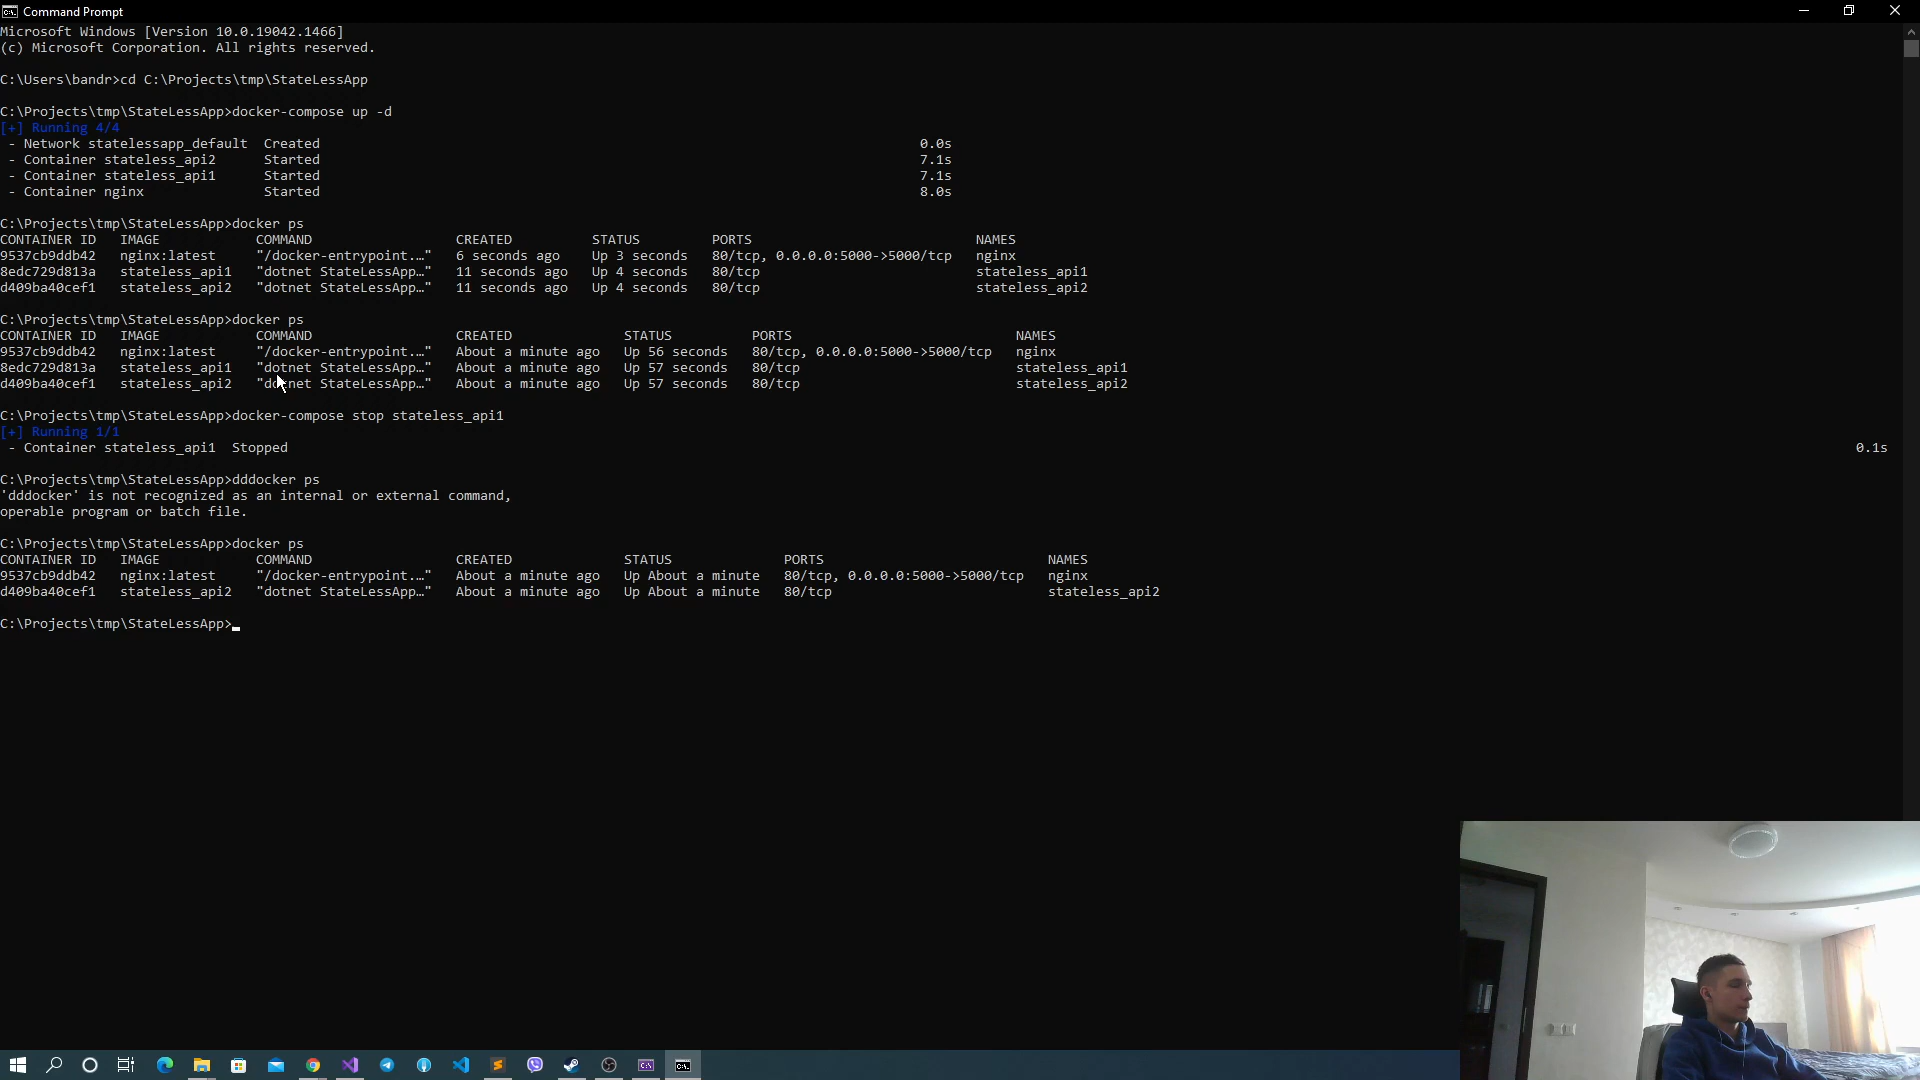 Command Prompt
Microsoft Windows [Version 10.0.19042.1466]
(c) Microsoft Corporation. All rights reserved.
C:\Users\bandr>cd C:\Projects\tmp\StateLessApp
C:\Projects\tmp\StateLessApp>docker-compose up -d
[+] Running 4/4
- Network statelessapp_default Created 0.0s
- Container stateless_api2 Started 7.1s
- Container stateless_api1 Started 7.1s
- Container nginx Started 8.0s
C:\Projects\tmp\StateLessApp>docker ps
CONTAINER ID IMAGE COMMAND CREATED STATUS PORTS NAMES
9537cb9ddb42 nginx:latest "/docker-entrypoint.…" 6 seconds ago Up 3 seconds 80/tcp, 0.0.0.0:5000->5000/tcp nginx
8edc729d813a stateless_api1 "dotnet StateLessApp…" 11 seconds ago Up 4 seconds 80/tcp stateless_api1
d409ba40cef1 stateless_api2 "dotnet StateLessApp…" 11 seconds ago Up 4 seconds 80/tcp stateless_api2
C:\Projects\tmp\StateLessApp>docker ps
CONTAINER ID IMAGE COMMAND CREATED STATUS PORTS NAMES
9537cb9ddb42 nginx:latest "/docker-entrypoint.…" About a minute ago Up 56 seconds 80/tcp, 0.0.0.0:5000->5000/tcp nginx
8edc729d813a stateless_api1 "dotnet StateLessApp…" About a minute ago Up 57 seconds 80/tcp stateless_api1
d409ba40cef1 stateless_api2 "dotnet StateLessApp…" About a minute ago Up 57 seconds 80/tcp stateless_api2
C:\Projects\tmp\StateLessApp>docker-compose stop stateless_api1
[+] Running 1/1
- Container stateless_api1 Stopped 0.1s
C:\Projects\tmp\StateLessApp>dddocker ps
'dddocker' is not recognized as an internal or external command,
operable program or batch file.
C:\Projects\tmp\StateLessApp>docker ps
CONTAINER ID IMAGE COMMAND CREATED STATUS PORTS NAMES
9537cb9ddb42 nginx:latest "/docker-entrypoint.…" About a minute ago Up About a minute 80/tcp, 0.0.0.0:5000->5000/tcp nginx
d409ba40cef1 stateless_api2 "dotnet StateLessApp…" About a minute ago Up About a minute 80/tcp stateless_api2
C:\Projects\tmp\StateLessApp>